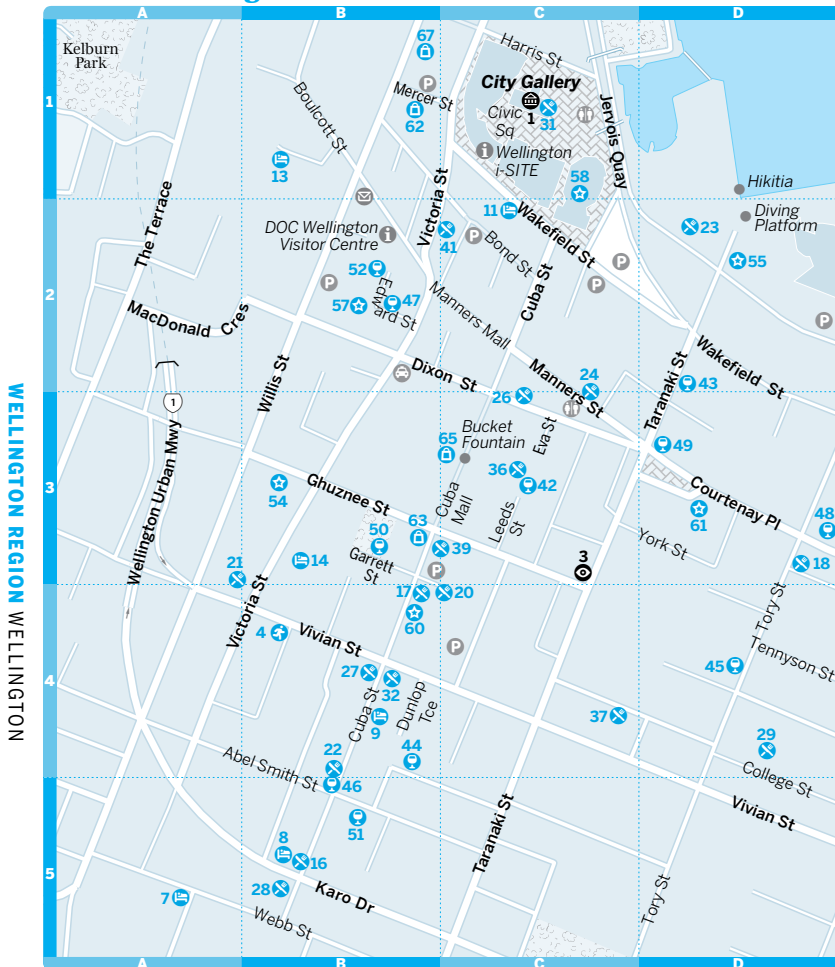 A B C D
1
2
3
4
5
WELLINGTON REGION WELLINGTON
Kelburn
Park
67
Harris St
City Gallery
Mercer St
P
62
Boulcott St
Civic
Sq
1
31
Jervois Quay
i
Wellington
i-SITE
13
58
Hikitia
The Terrace
Victoria St
11
Wakefield St
Diving
Platform
23
DOC Wellington
Visitor Centre
i
41
P
Bond St
P
55
52
Cuba St
P
57
Edward St
47
P
Manners Mall
P
MacDonald Cres
Dixon St
Manners St
24
Taranaki St
Wakefield St
43
Willis St
26
1
Wellington Urban Mwy
Bucket
Fountain
65
Eva St
49
36
42
54
Ghuznee St
Cuba
Mall
Leeds
St
Courtenay Pl
61
48
63
50
39
York St
3
18
21
14
Garrett
St
P
17
20
Victoria St
60
Tory St
4
Vivian St
P
Tennyson St
45
27
32
Cuba St
9
Dunlop
Tce
37
29
22
44
Abel Smith St
46
College St
51
Vivian St
Taranaki St
8
16
28
Karo Dr
7
Webb St
Tory St
A B C D